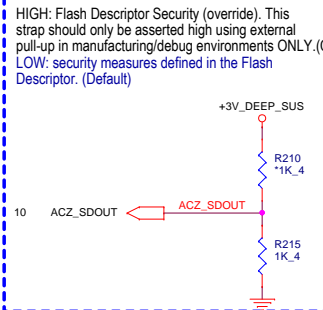 HIGH: Flash Descriptor Security (override). This
strap should only be asserted high using external
pull-up in manufacturing/debug environments ONLY.(
LOW: security measures defined in the Flash
Descriptor. (Default)
+3V_DEEP_SUS
R210
*1K_4
10 ACZ_SDOUT ACZ_SDOUT
R215
1K_4